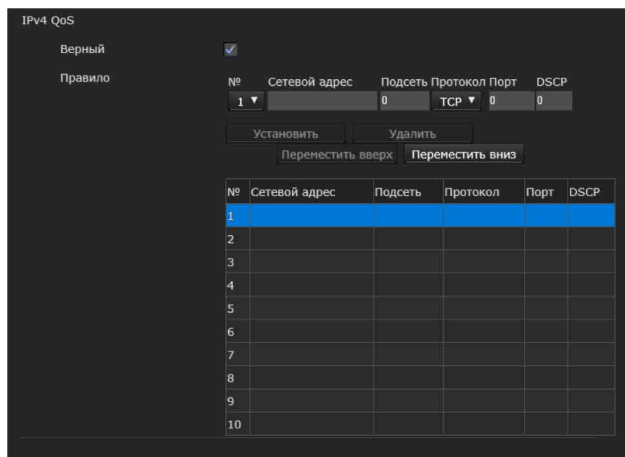 IPv4 QoS
Верный
Правило
№ Сетевой адрес Подсеть Протокол Порт DSCP
1 0 TCP 0 0
Установить Удалить
Переместить вверх Переместить вниз
№ Сетевой адрес Подсеть Протокол Порт DSCP
1
2
3
4
5
6
7
8
9
10